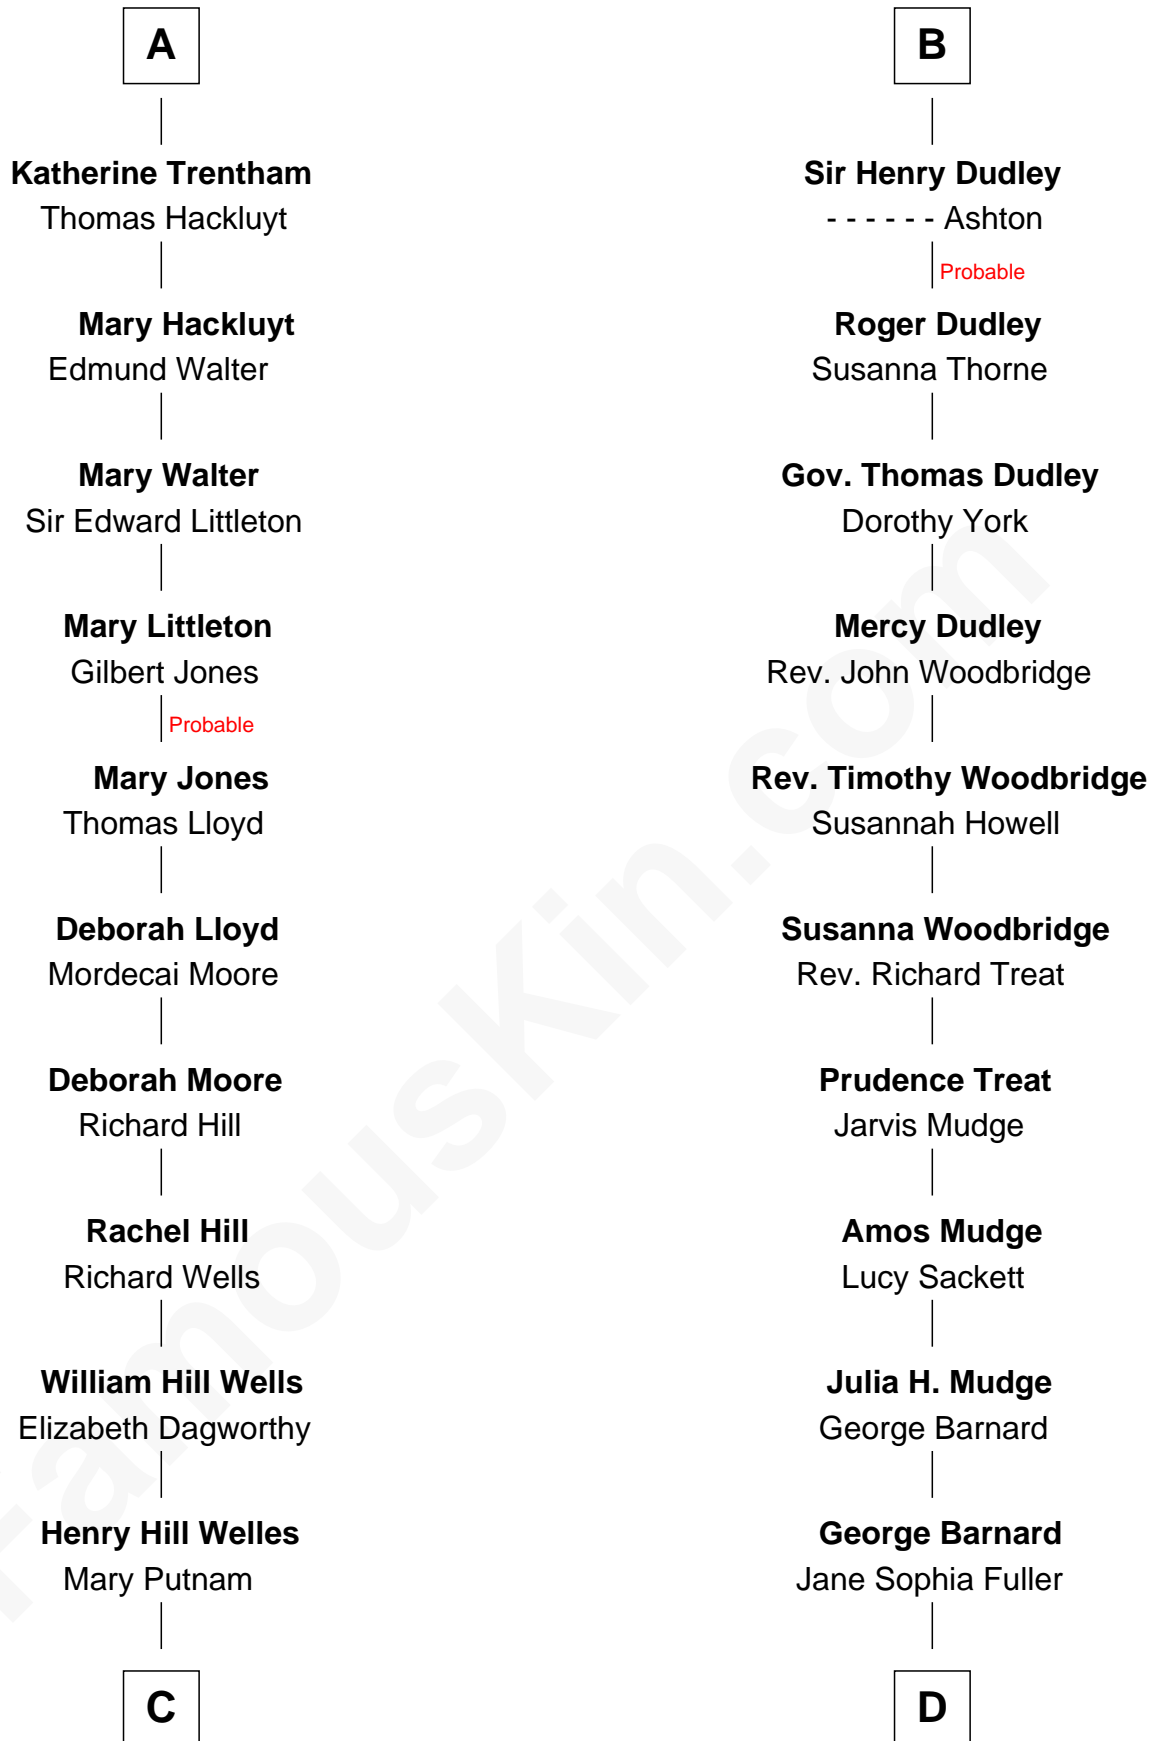 A
Katherine Trentham
Thomas Hackluyt
Mary Hackluyt
Edmund Walter
Mary Walter
Sir Edward Littleton
Mary Littleton
Gilbert Jones
Probable
Mary Jones
Thomas Lloyd
Deborah Lloyd
Mordecai Moore
Deborah Moore
Richard Hill
Rachel Hill
Richard Wells
William Hill Wells
Elizabeth Dagworthy
Henry Hill Welles
Mary Putnam
C
B
Sir Henry Dudley
- - - - - - Ashton
Probable
Roger Dudley
Susanna Thorne
Gov. Thomas Dudley
Dorothy York
Mercy Dudley
Rev. John Woodbridge
Rev. Timothy Woodbridge
Susannah Howell
Susanna Woodbridge
Rev. Richard Treat
Prudence Treat
Jarvis Mudge
Amos Mudge
Lucy Sackett
Julia H. Mudge
George Barnard
George Barnard
Jane Sophia Fuller
D
FamousKin.com